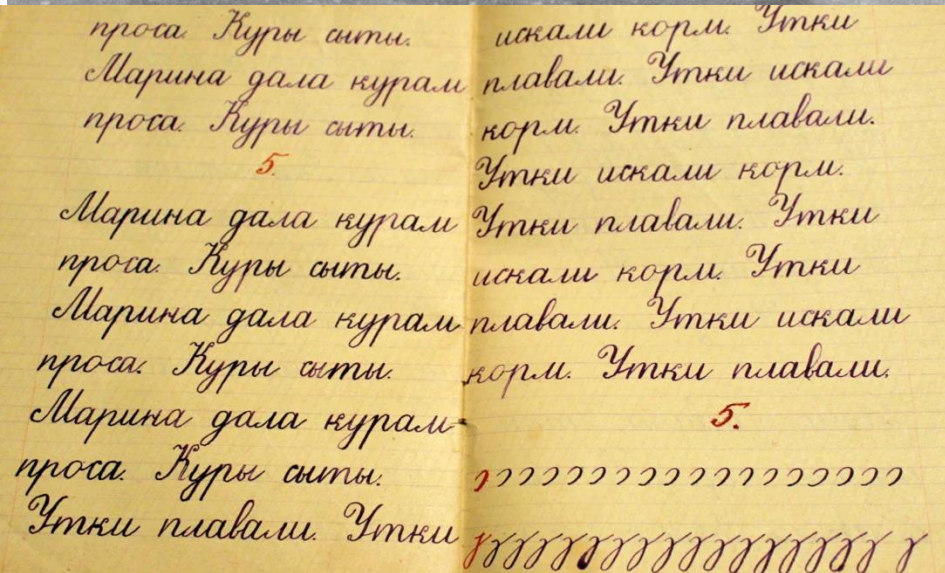 проса. Куры сыты.
Марина дала курам
проса. Куры сыты.
5.
Марина дала курам
проса. Куры сыты.
Марина дала курам
проса. Куры сыты.
Марина дала курам
проса. Куры сыты.
Утки плавали. Утки
искали корм. Утки
плавали. Утки искали
корм. Утки плавали.
Утки искали корм.
Утки плавали. Утки
искали корм. Утки
плавали. Утки искали
корм. Утки плавали.
5.